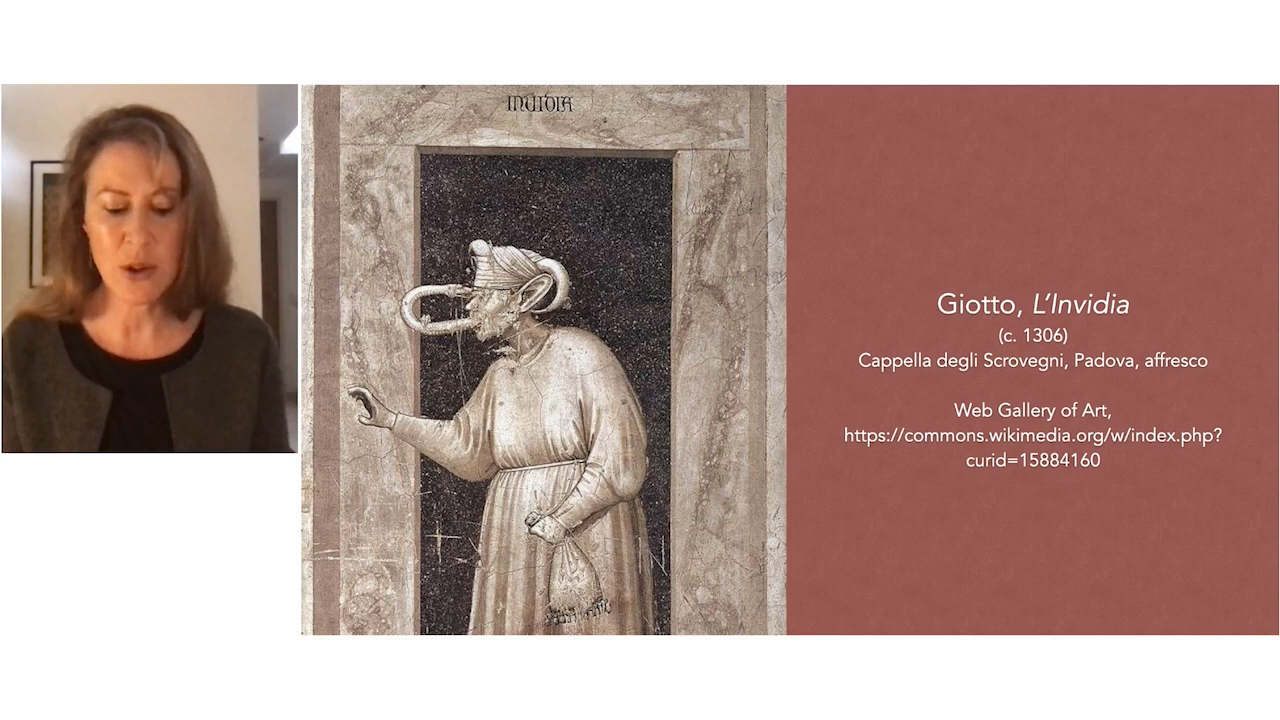 INUIDIA
Giotto, L’Invidia
(c. 1306)
Cappella degli Scrovegni, Padova, affresco
Web Gallery of Art,
https://commons.wikimedia.org/w/index.php?
curid=15884160